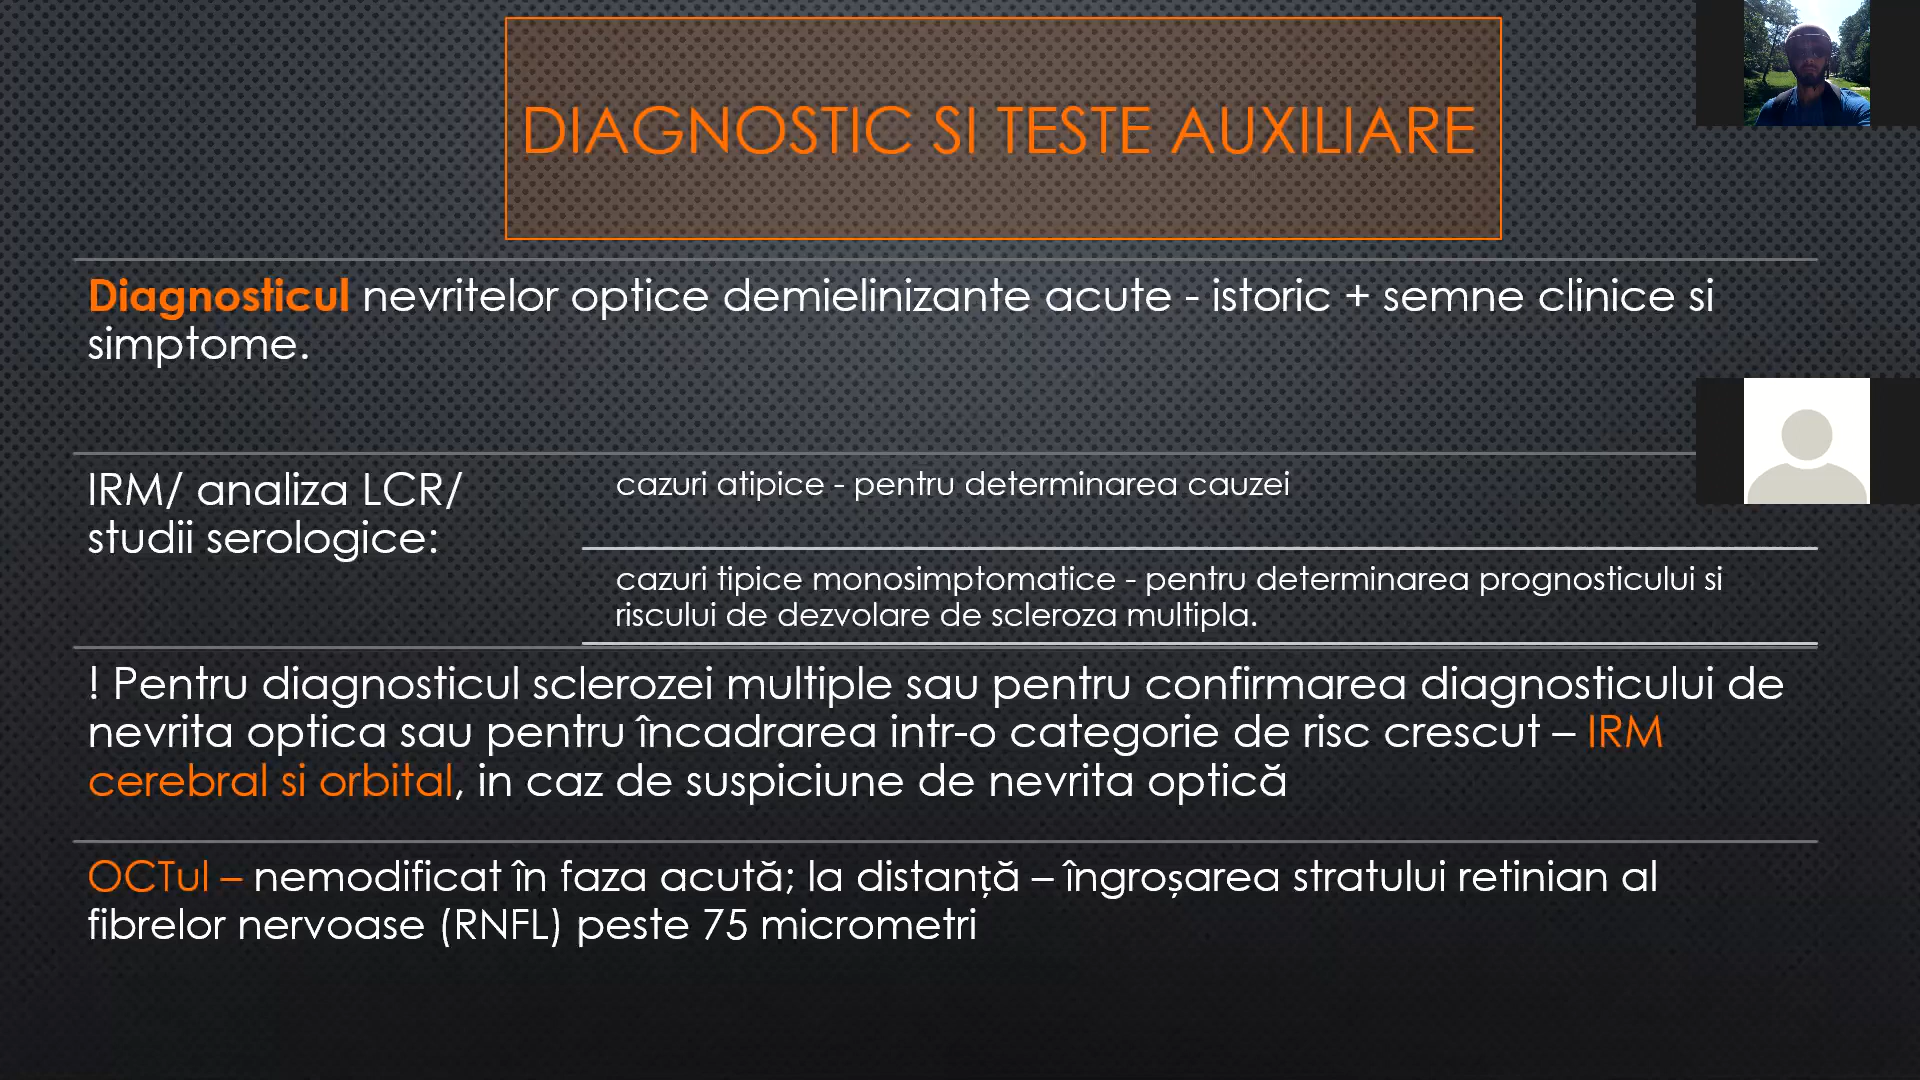 DIAGNOSTIC SI TESTE AUXILIARE
Diagnosticul nevritelor optice demielinizante acute - istoric + semne clinice si
simptome.
IRM/ analiza LCR/
studii serologice:
cazuri atipice - pentru determinarea cauzei
cazuri tipice monosimptomatice - pentru determinarea prognosticului si
riscului de dezvolare de scleroza multipla.
! Pentru diagnosticul sclerozei multiple sau pentru confirmarea diagnosticului de
nevrita optica sau pentru încadrarea intr-o categorie de risc crescut – IRM
cerebral si orbital, in caz de suspiciune de nevrita optică
OCTul – nemodificat în faza acută; la distanță – îngroșarea stratului retinian al
fibrelor nervoase (RNFL) peste 75 micrometri